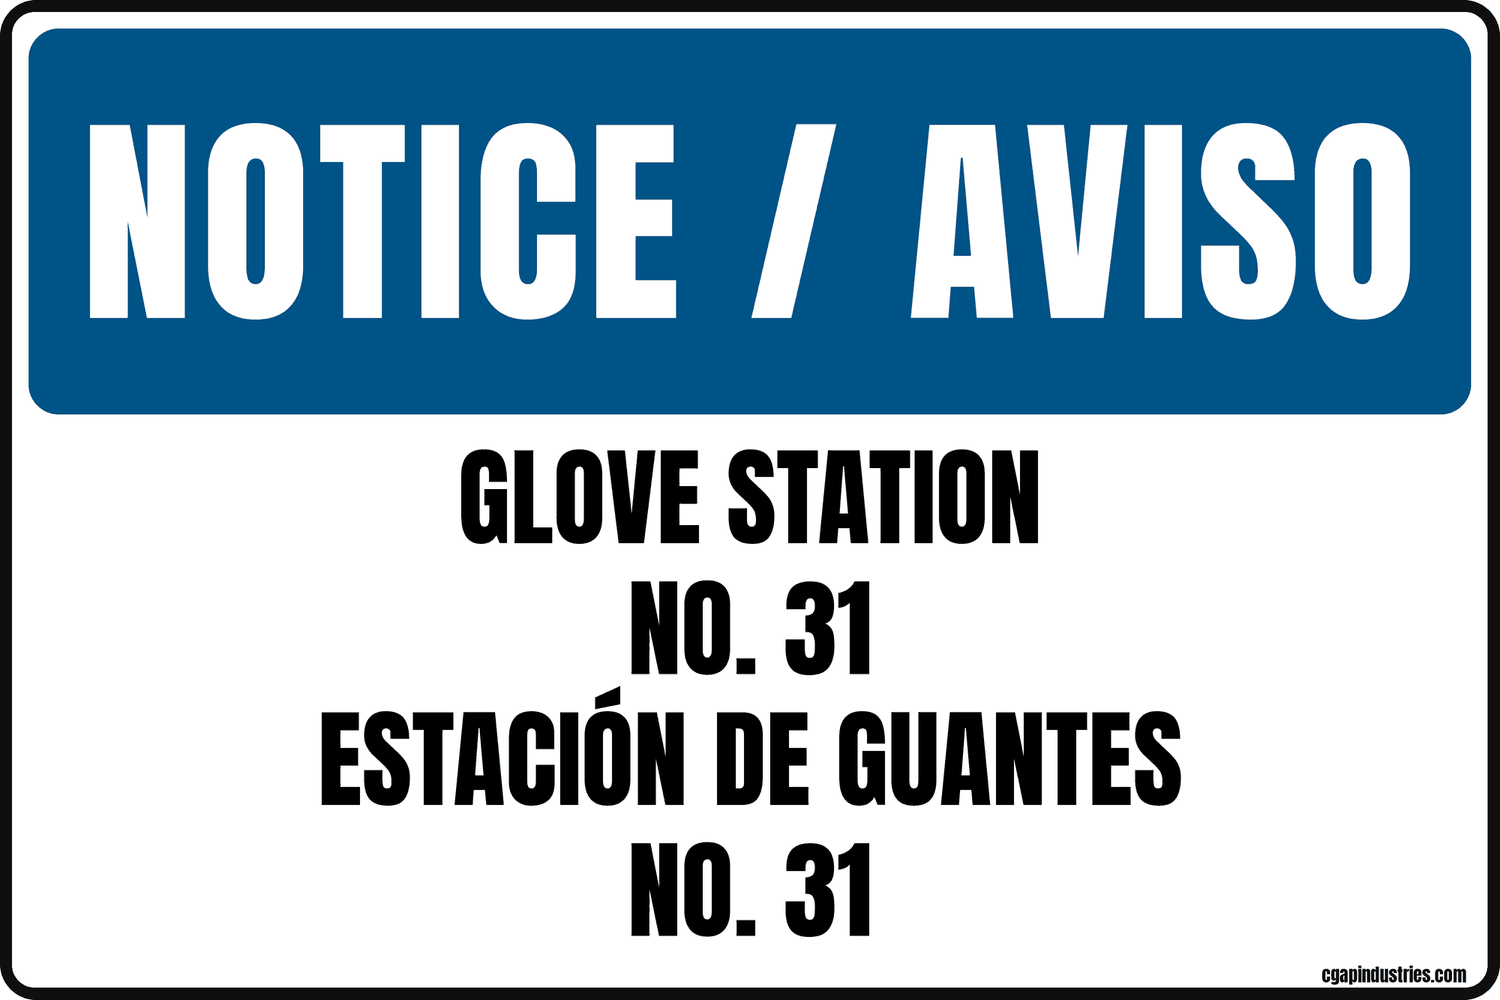 NOTICE / AVISO
GLOVE STATION
NO. 31
ESTACIÓN DE GUANTES
NO. 31
cgapindustries.com